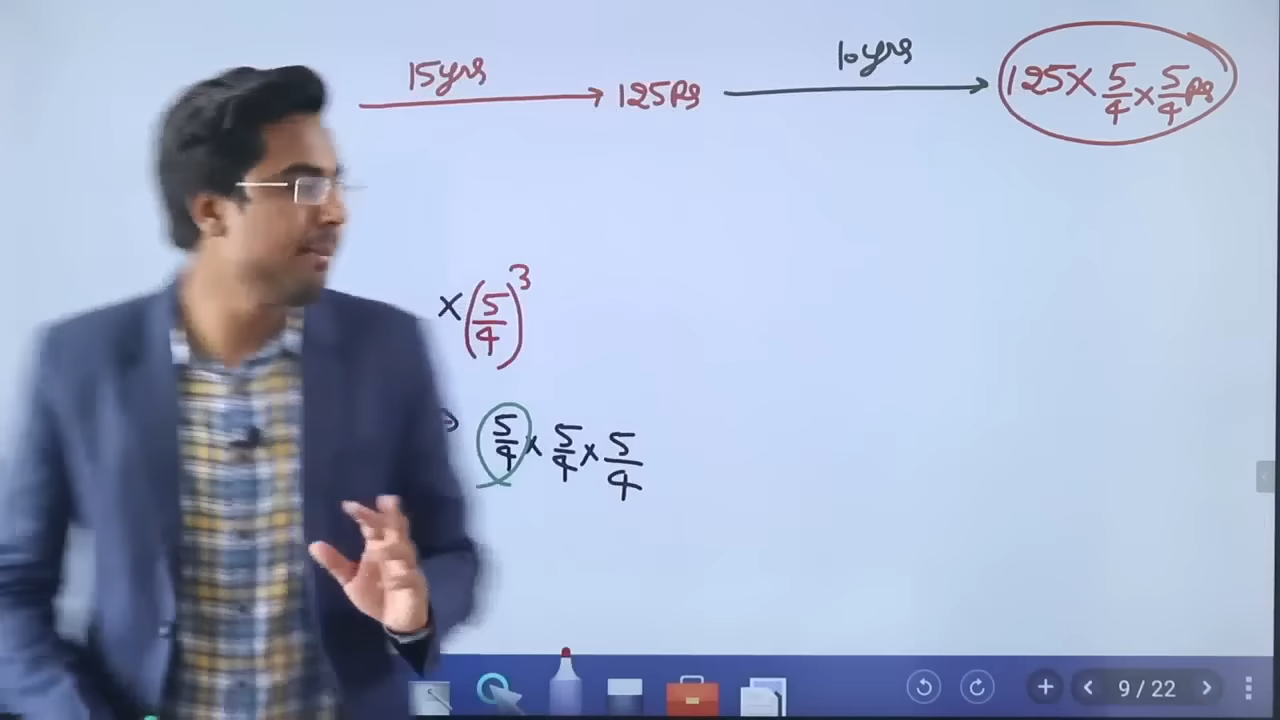 15yrs 125Rs 10yrs 125 x 5/4 x 5/4 Rs
x (5/4)^3
5/4 x 5/4 x 5/4
9 / 22